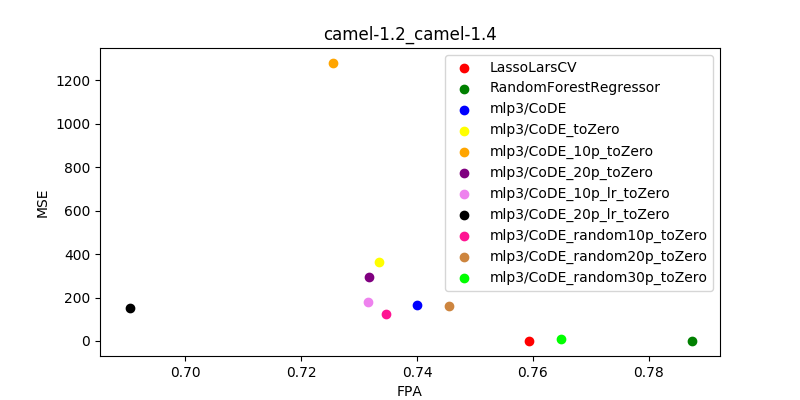 camel-1.2_camel-1.4
MSE
1200
1000
800
600
400
200
0
LassoLarsCV
RandomForestRegressor
mlp3/CoDE
mlp3/CoDE_toZero
mlp3/CoDE_10p_toZero
mlp3/CoDE_20p_toZero
mlp3/CoDE_10p_lr_toZero
mlp3/CoDE_20p_lr_toZero
mlp3/CoDE_random10p_toZero
mlp3/CoDE_random20p_toZero
mlp3/CoDE_random30p_toZero
0.70 0.72 0.74 0.76 0.78
FPA